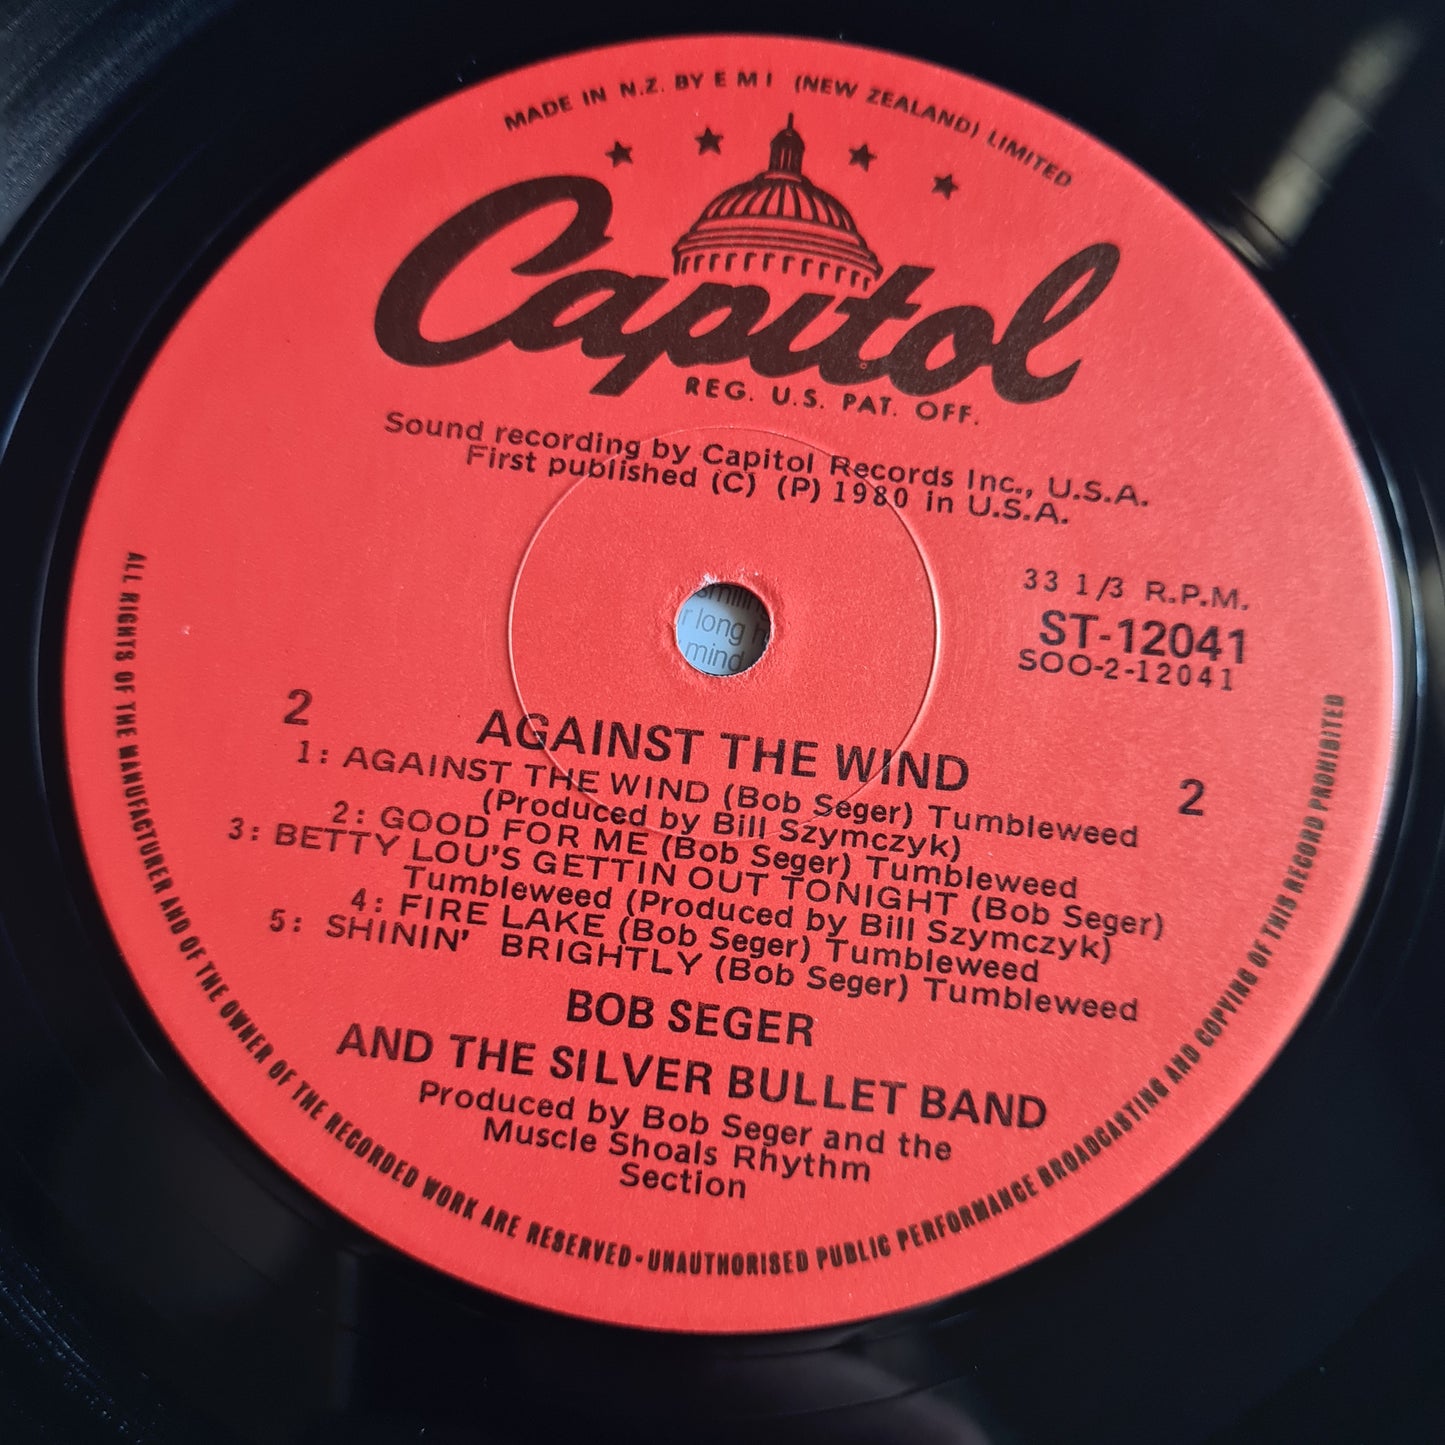 MADE IN N.Z. BY E M I (NEW ZEALAND) LIMITED
Capitol
REG. U.S. PAT. OFF.
Sound recording by Capitol Records Inc., U.S.A.
First published (C) (P) 1980 in U.S.A.
33 1/3 R.P.M.
ST-12041
SOO-2-12041
smilin
r long h
mind
2
2
AGAINST THE WIND
1: AGAINST THE WIND (Bob Seger) Tumbleweed
(Produced by Bill Szymczyk)
2: GOOD FOR ME (Bob Seger) Tumbleweed
3: BETTY LOU'S GETTIN OUT TONIGHT (Bob Seger)
Tumbleweed (Produced by Bill Szymczyk)
4: FIRE LAKE (Bob Seger) Tumbleweed
5: SHININ' BRIGHTLY (Bob Seger) Tumbleweed
BOB SEGER
AND THE SILVER BULLET BAND
Produced by Bob Seger and the
Muscle Shoals Rhythm
Section
ALL RIGHTS OF THE MANUFACTURER AND OF THE OWNER OF THE RECORDED WORK ARE RESERVED-UNAUTHORISED PUBLIC PERFORMANCE BROADCASTING AND COPYING OF THIS RECORD PROHIBITED